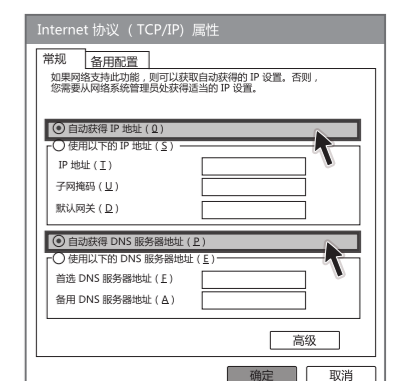 Internet 协议 ( TCP/IP) 属性
常规
备用配置
如果网络支持此功能，则可以获取自动获得的 IP 设置。否则，
您需要从网络系统管理员处获得适当的 IP 设置。
自动获得 IP 地址 ( O )
使用以下的 IP 地址 ( S )
IP 地址 ( I )
子网掩码 ( U )
默认网关 ( D )
自动获得 DNS 服务器地址 ( P )
使用以下的 DNS 服务器地址 ( E )
首选 DNS 服务器地址 ( F )
备用 DNS 服务器地址 ( A )
高级
确定
取消